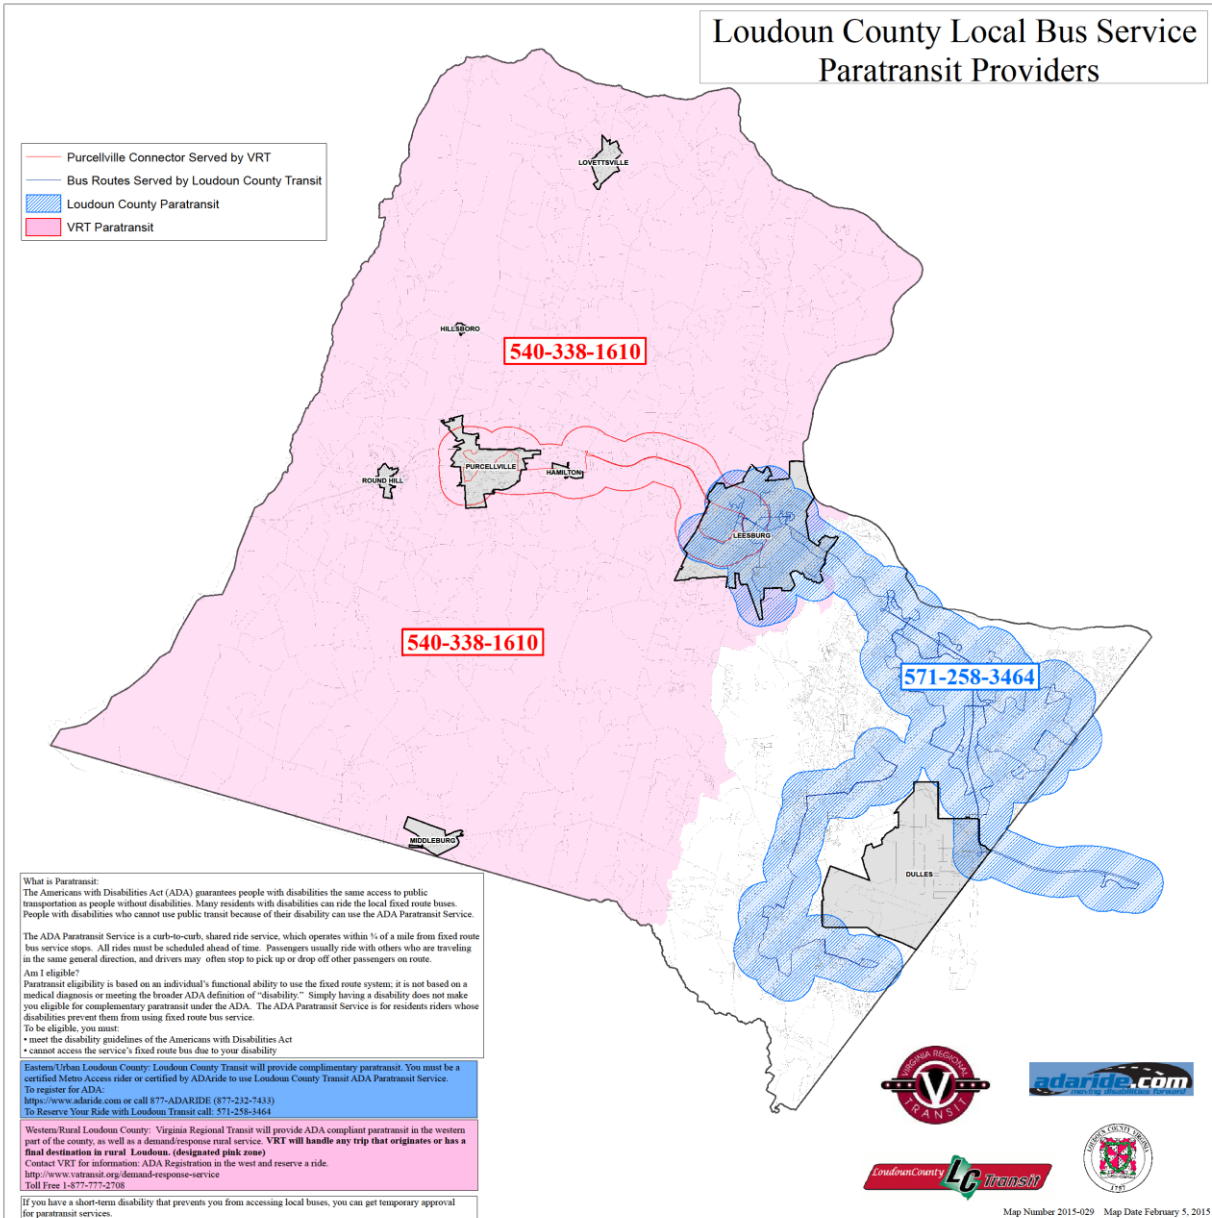 Loudoun County Local Bus Service
Paratransit Providers
Purcellville Connector Served by VRT
Bus Routes Served by Loudoun County Transit
Loudoun County Paratransit
VRT Paratransit
LOVETTSVILLE
HILLSBORO
540-338-1610
PURCELLVILLE
HAMILTON
ROUND HILL
LEESBURG
540-338-1610
571-258-3464
MIDDLEBURG
DULLES
What is Paratransit:
The Americans with Disabilities Act (ADA) guarantees people with disabilities the same access to public
transportation as people without disabilities. Many residents with disabilities can ride the local fixed route buses.
People with disabilities who cannot use public transit because of their disability can use the ADA Paratransit Service.
The ADA Paratransit Service is a curb-to-curb, shared ride service, which operates within ¾ of a mile from fixed route
bus service stops. All rides must be scheduled ahead of time. Passengers usually ride with others who are traveling
in the same general direction, and drivers may often stop to pick up or drop off other passengers on route.
Am I eligible?
Paratransit eligibility is based on an individual's functional ability to use the fixed route system; it is not based on a
medical diagnosis or meeting the broader ADA definition of "disability." Simply having a disability does not make
you eligible for complementary paratransit under the ADA. The ADA Paratransit Service is for residents riders whose
disabilities prevent them from using fixed route bus service.
To be eligible, you must:
• meet the disability guidelines of the Americans with Disabilities Act
• cannot access the service's fixed route bus due to your disability
Eastern/Urban Loudoun County: Loudoun County Transit will provide complimentary paratransit. You must be a
certified Metro Access rider or certified by ADAride to use Loudoun County Transit ADA Paratransit Service.
To register for ADA:
https://www.adaride.com or call 877-ADARIDE (877-232-7433)
To Reserve Your Ride with Loudoun Transit call: 571-258-3464
Western/Rural Loudoun County: Virginia Regional Transit will provide ADA compliant paratransit in the western
part of the county, as well as a demand/response rural service. VRT will handle any trip that originates or has a
final destination in rural Loudoun. (designated pink zone)
Contact VRT for information: ADA Registration in the west and reserve a ride.
http://www.vatransit.org/demand-response-service
Toll Free 1-877-777-2708
If you have a short-term disability that prevents you from accessing local buses, you can get temporary approval
for paratransit services.
VIRGINIA REGIONAL
V
TRANSIT
adaride.com
moving disabilities forward
LoudounCounty LC Transit
LOUDOUN COUNTY VIRGINIA
1757
Map Number 2015-029 Map Date February 5, 2015